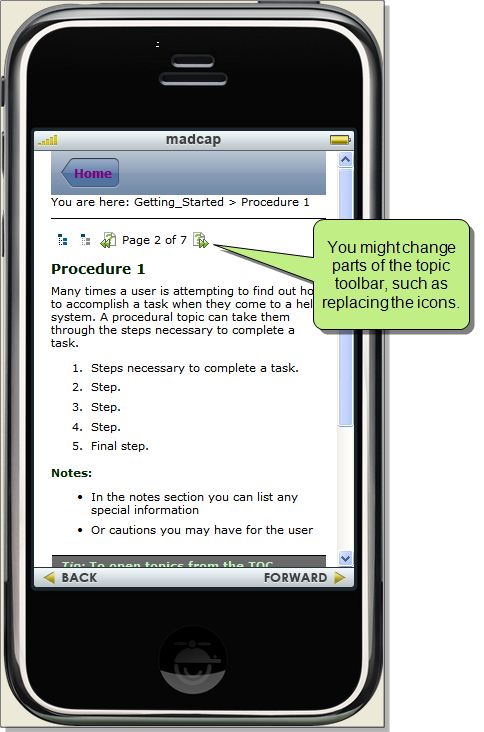 madcap
Home
You are here: Getting_Started > Procedure 1
Page 2 of 7
You might change
parts of the topic
toolbar, such as
replacing the icons.
Procedure 1
Many times a user is attempting to find out
to accomplish a task when they come to a
system. A procedural topic can take them
through the steps necessary to complete a
task.
1. Steps necessary to complete a task.
2. Step.
3. Step.
4. Step.
5. Final step.
Notes:
• In the notes section you can list any
special information
• Or cautions you may have for the user
Tip: To open topics from the TOC
BACK
FORWARD